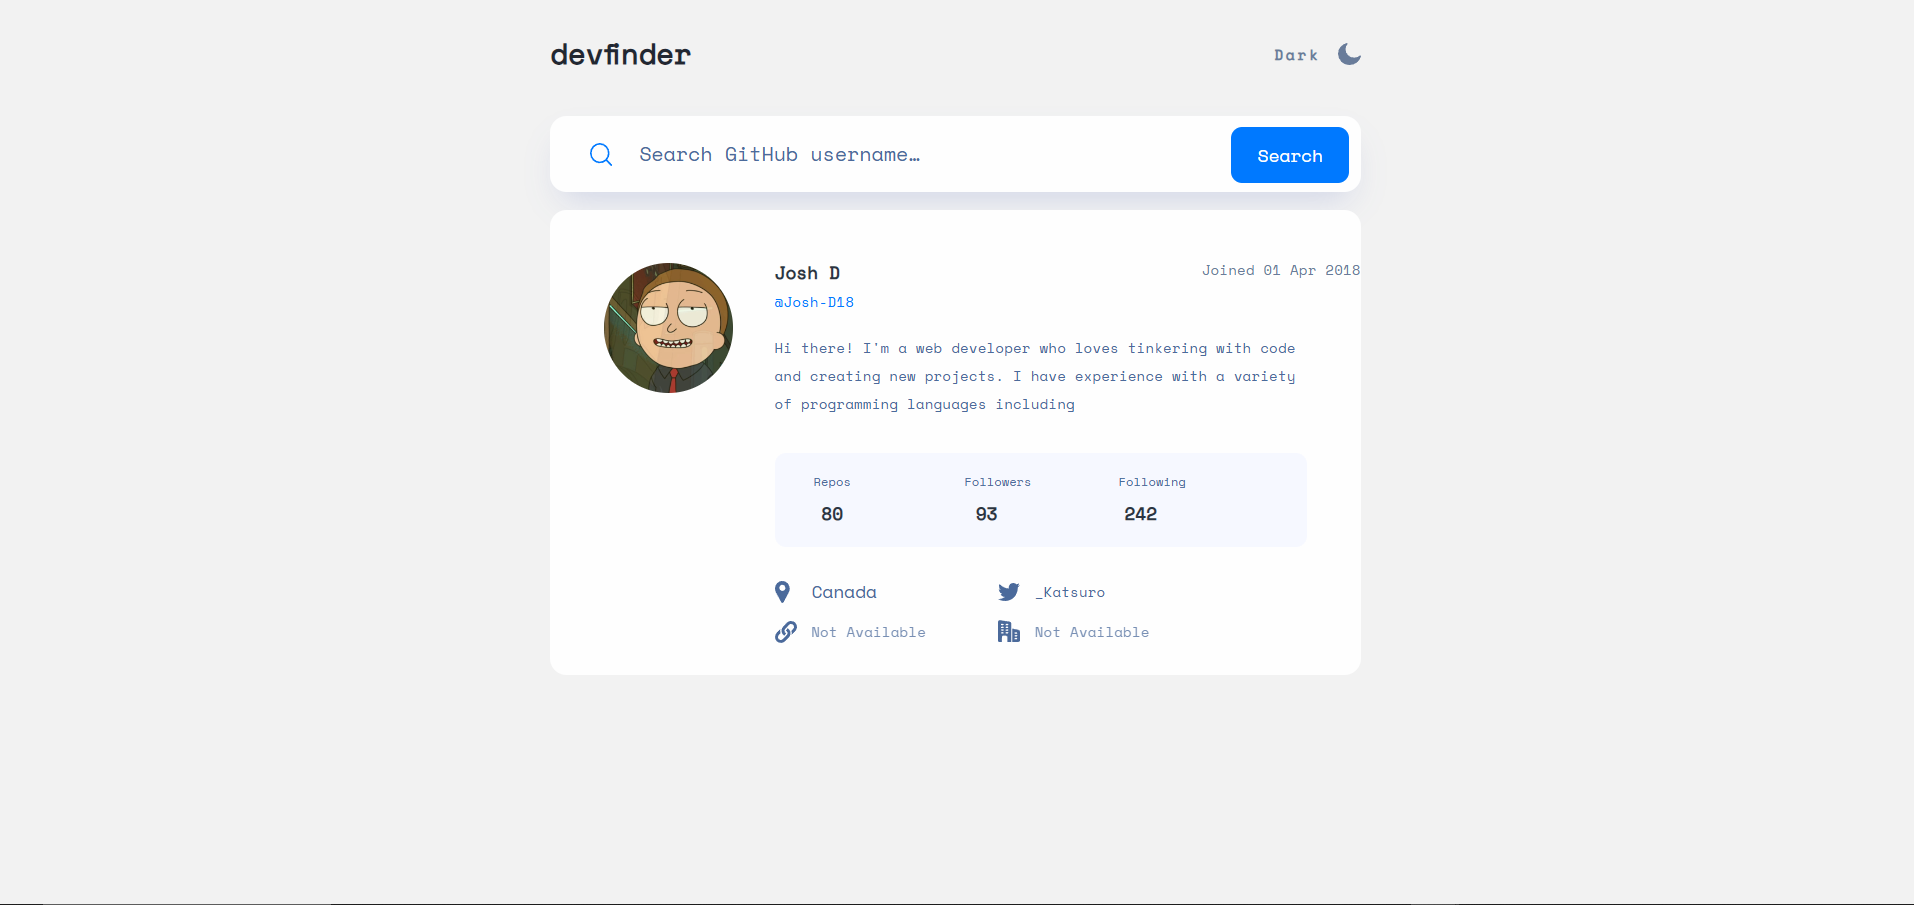 devfinder
Dark
Search GitHub username…
Search
Josh D
Joined 01 Apr 2018
@Josh-D18
Hi there! I'm a web developer who loves tinkering with code
and creating new projects. I have experience with a variety
of programming languages including
Repos Followers Following
80 93 242
Canada _Katsuro
Not Available Not Available